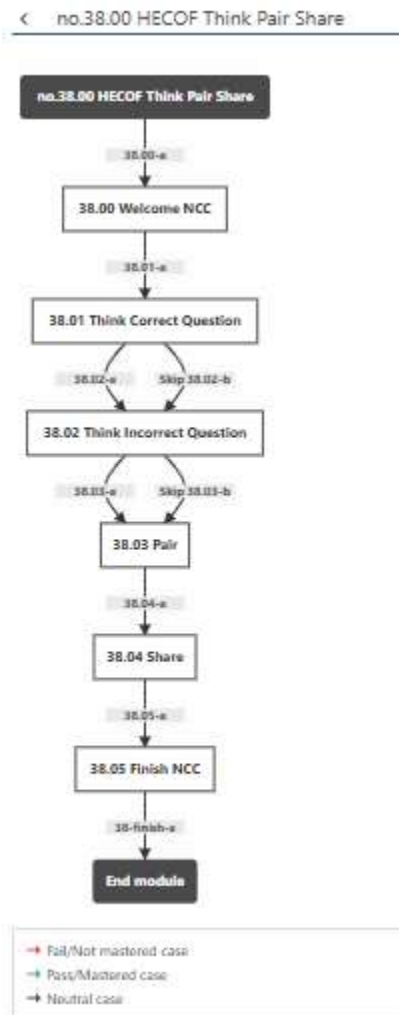 no.38.00 HECOF Think Pair Share
no.38.00 HECOF Think Pair Share
38.00-a
38.00 Welcome NCC
38.01-a
38.01 Think Correct Question
38.02-a Skip 38.02-b
38.02 Think Incorrect Question
38.03-a Skip 38.03-b
38.03 Pair
38.04-a
38.04 Share
38.05-a
38.05 Finish NCC
38-finish-a
End module
Fail/Not mastered case
Pass/Mastered case
Neutral case